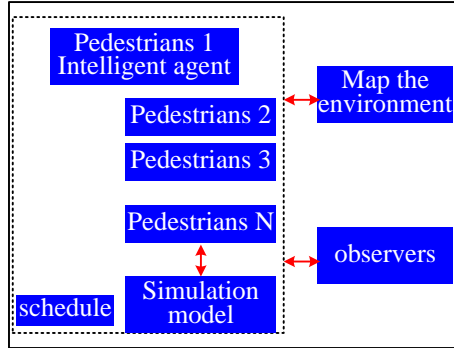 Pedestrians 1
Intelligent agent
Map the
environment
Pedestrians 2
Pedestrians 3
Pedestrians N
observers
Simulation
model
schedule